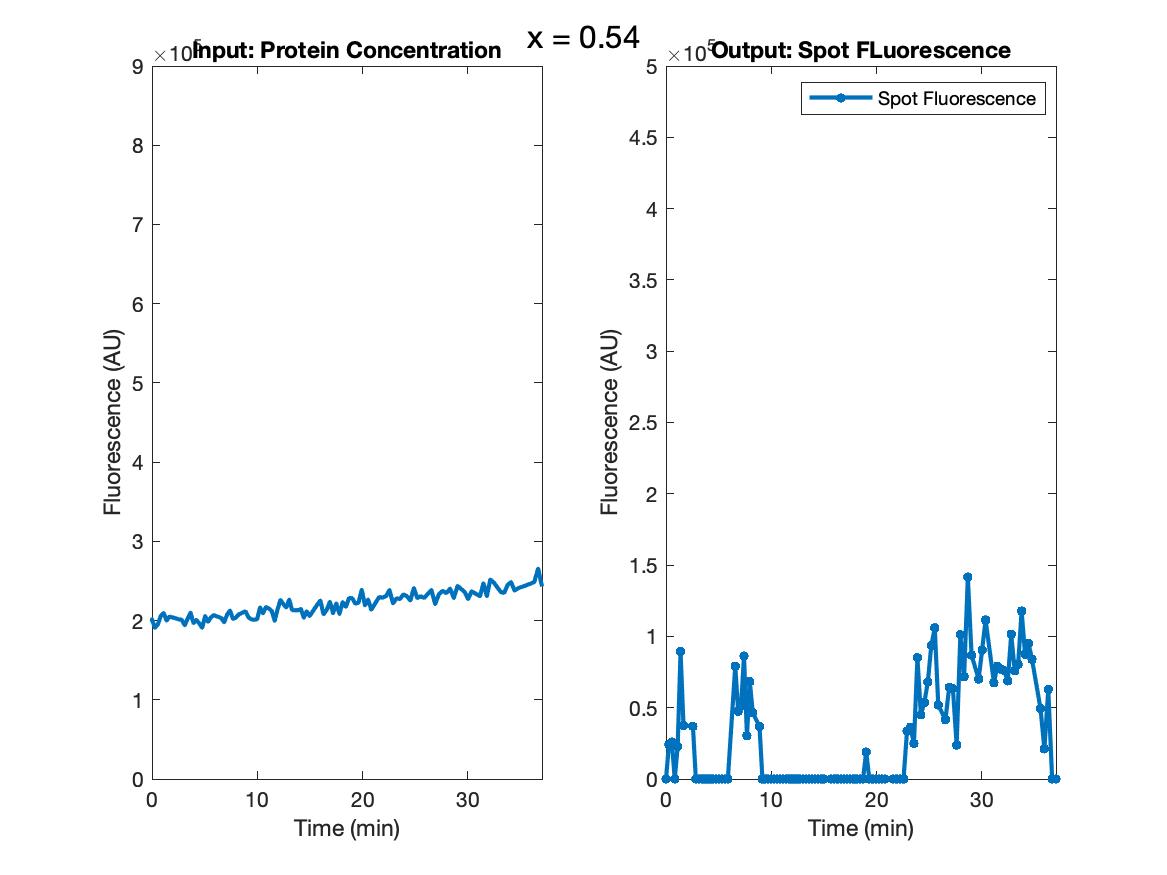 x = 0.54
×10⁵
Input: Protein Concentration
9
8
7
6
5
4
3
2
1
0
Fluorescence (AU)
0 10 20 30
Time (min)
×10⁵
Output: Spot FLuorescence
Spot Fluorescence
5
4.5
4
3.5
3
2.5
2
1.5
1
0.5
0
Fluorescence (AU)
0 10 20 30
Time (min)